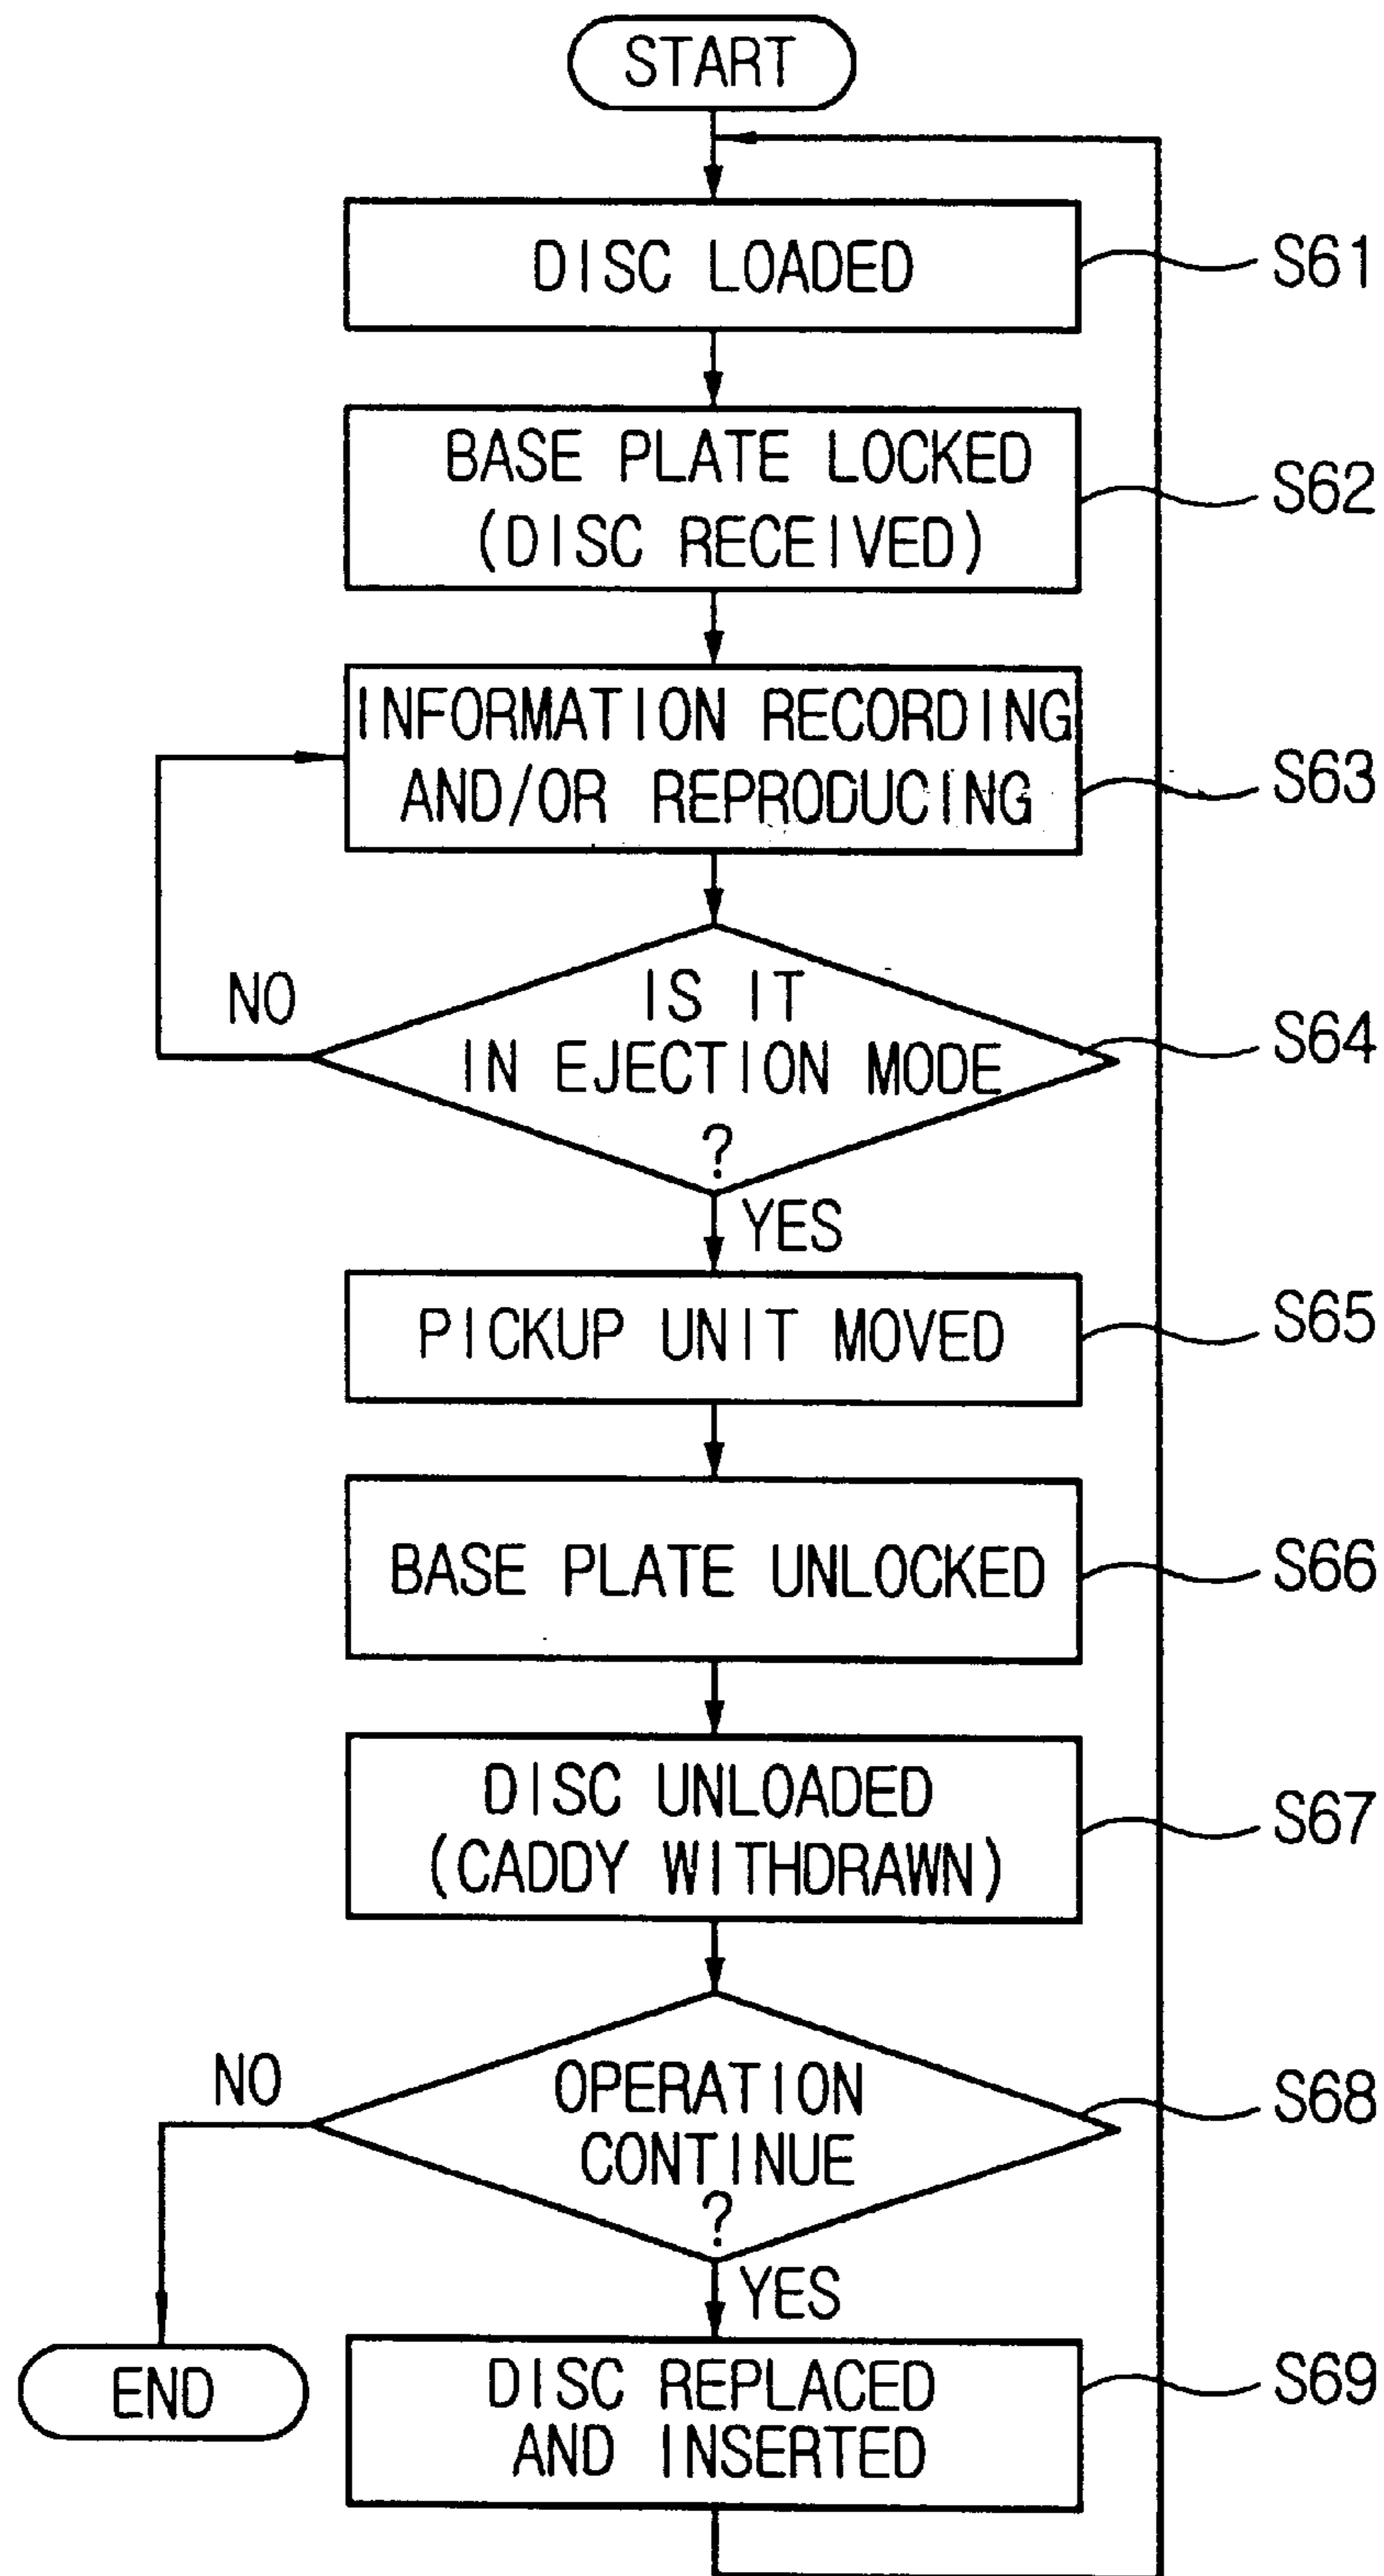 START
DISC LOADED
S61
BASE PLATE LOCKED
(DISC RECEIVED)
S62
INFORMATION RECORDING
AND/OR REPRODUCING
S63
NO
IS IT
IN EJECTION MODE
?
S64
YES
PICKUP UNIT MOVED
S65
BASE PLATE UNLOCKED
S66
DISC UNLOADED
(CADDY WITHDRAWN)
S67
NO
OPERATION
CONTINUE
?
S68
YES
END
DISC REPLACED
AND INSERTED
S69